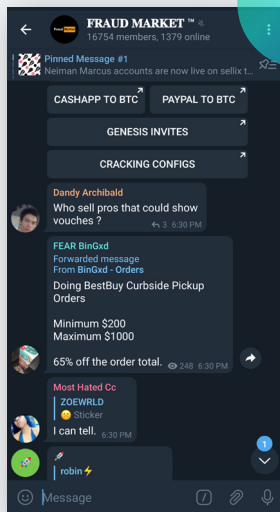 FRAUD MARKET ™
16754 members, 1379 online
Pinned Message #1
Neiman Marcus accounts are now live on sellix t...
CASHAPP TO BTC
PAYPAL TO BTC
GENESIS INVITES
CRACKING CONFIGS
Dandy Archibald
Who sell pros that could show
vouches ?
3 6:30 PM
FEAR BinGxd
Forwarded message
From BinGxd - Orders
Doing BestBuy Curbside Pickup
Orders
Minimum $200
Maximum $1000
65% off the order total.
248 6:30 PM
Most Hated Cc
ZOEWRLD
Sticker
I can tell. 6:30 PM
1
robin
Message